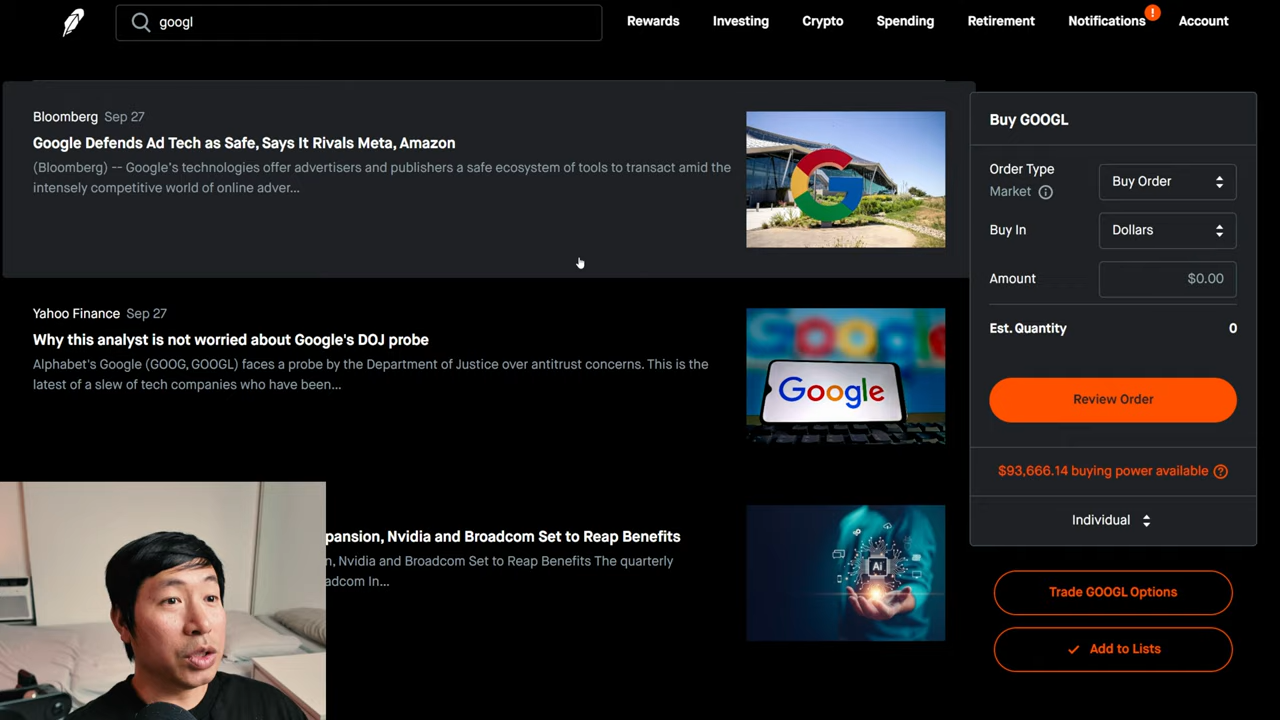 googl
Rewards
Investing
Crypto
Spending
Retirement
Notifications
!
Account
Bloomberg Sep 27
Google Defends Ad Tech as Safe, Says It Rivals Meta, Amazon
(Bloomberg) -- Google's technologies offer advertisers and publishers a safe ecosystem of tools to transact amid the
intensely competitive world of online adver...
Yahoo Finance Sep 27
Why this analyst is not worried about Google's DOJ probe
Alphabet's Google (GOOG, GOOGL) faces a probe by the Department of Justice over antitrust concerns. This is the
latest of a slew of tech companies who have been...
Google
Google
pansion, Nvidia and Broadcom Set to Reap Benefits
n, Nvidia and Broadcom Set to Reap Benefits The quarterly
adcom In...
Ai
Buy GOOGL
Order Type
Market
Buy Order
Buy In
Dollars
Amount
$0.00
Est. Quantity
0
Review Order
$93,666.14 buying power available
Individual
Trade GOOGL Options
Add to Lists